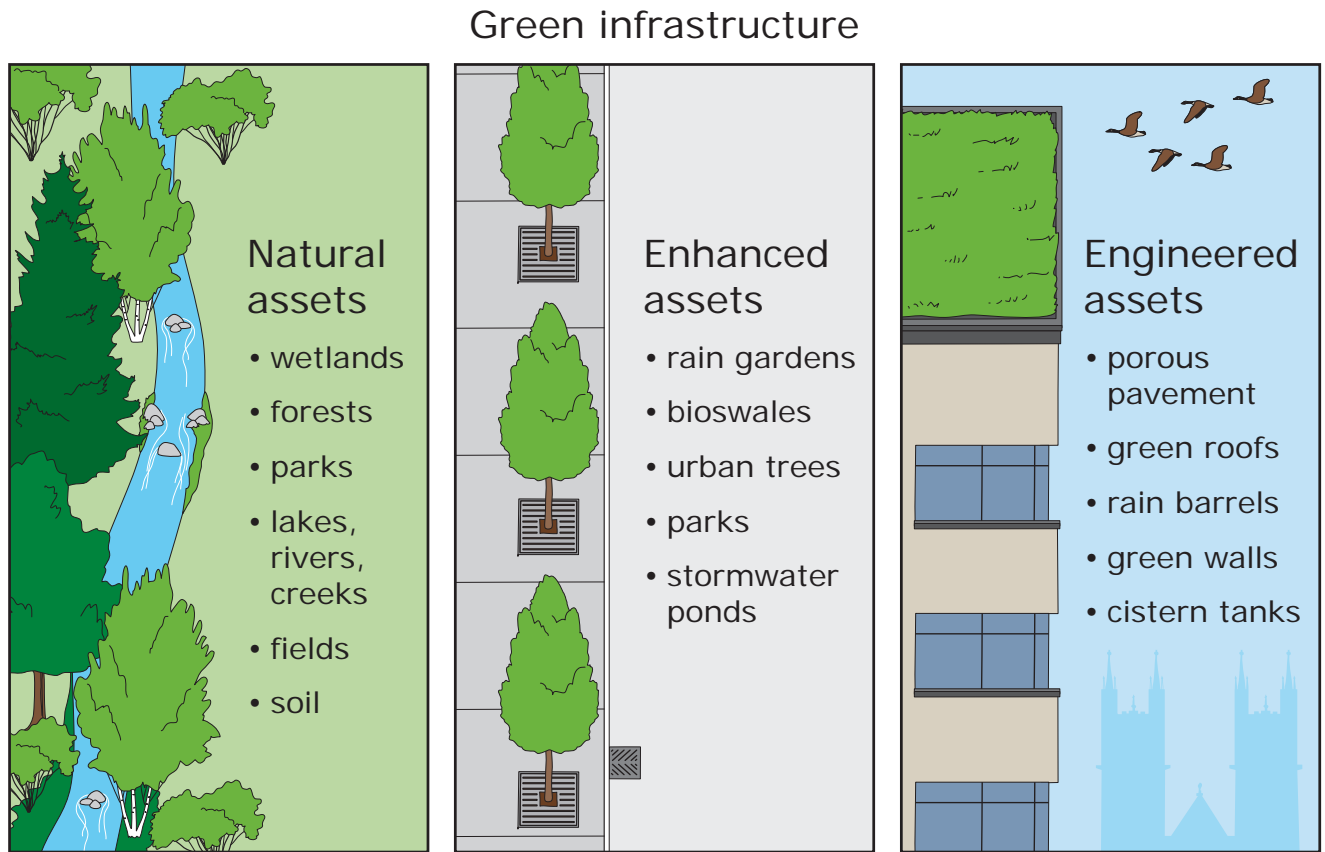 Green infrastructure
Natural
assets
• wetlands
• forests
• parks
• lakes,
rivers,
creeks
• fields
• soil
Enhanced
assets
• rain gardens
• bioswales
• urban trees
• parks
• stormwater
ponds
Engineered
assets
• porous
pavement
• green roofs
• rain barrels
• green walls
• cistern tanks